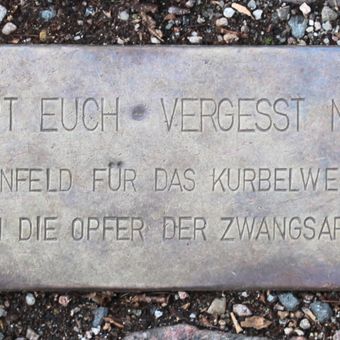 T EUCH · VERGESST N
NFELD FÜR DAS KURBELWE
DIE OPFER DER ZWANGSAR